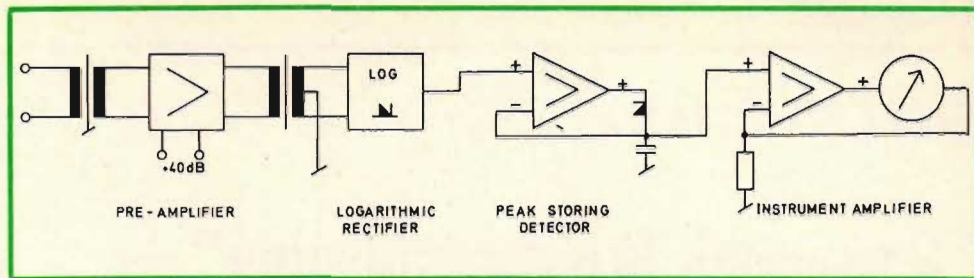 LOG
+
-
+
+
-
+
+40dB
PRE-AMPLIFIER
LOGARITHMIC
RECTIFIER
PEAK STORING
DETECTOR
INSTRUMENT AMPLIFIER